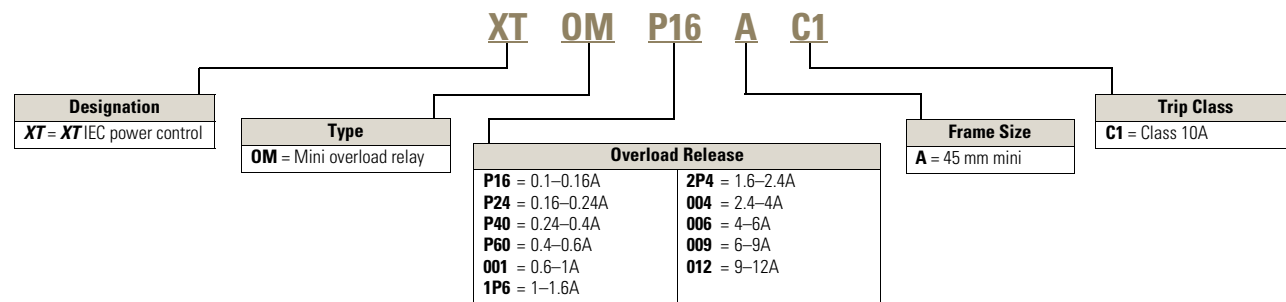 XT OM P16 A C1
Designation
XT = XT IEC power control
Type
OM = Mini overload relay
Overload Release
P16 = 0.1–0.16A
P24 = 0.16–0.24A
P40 = 0.24–0.4A
P60 = 0.4–0.6A
001 = 0.6–1A
1P6 = 1–1.6A
2P4 = 1.6–2.4A
004 = 2.4–4A
006 = 4–6A
009 = 6–9A
012 = 9–12A
Frame Size
A = 45 mm mini
Trip Class
C1 = Class 10A